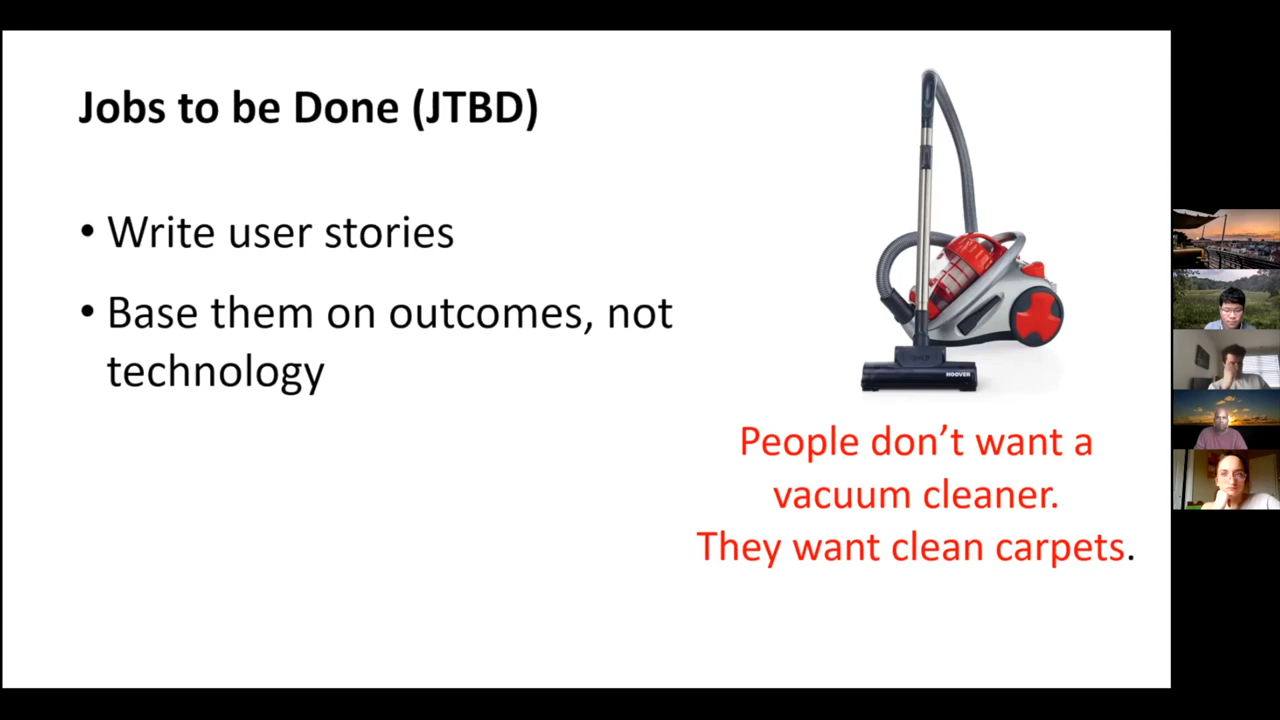 Jobs to be Done (JTBD)
• Write user stories
• Base them on outcomes, not
technology
HOOVER
People don’t want a
vacuum cleaner.
They want clean carpets.